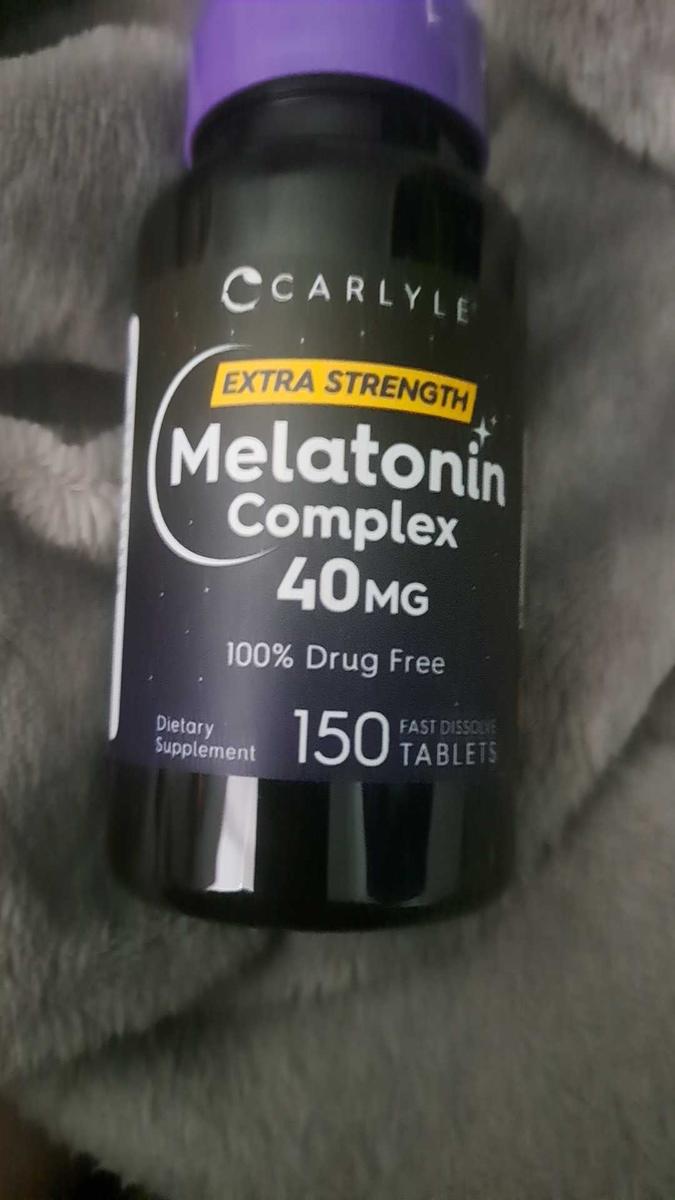 CARLYLE
EXTRA STRENGTH
Melatonin
Complex
40MG
100% Drug Free
Dietary
Supplement
150
FAST DISSOLVE
TABLETS